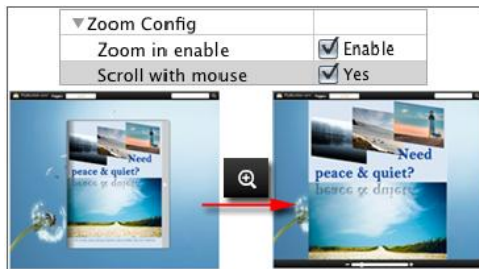 Zoom Config
Zoom in enable Enable
Scroll with mouse Yes
Need
peace & quiet?
Need
peace & quiet?